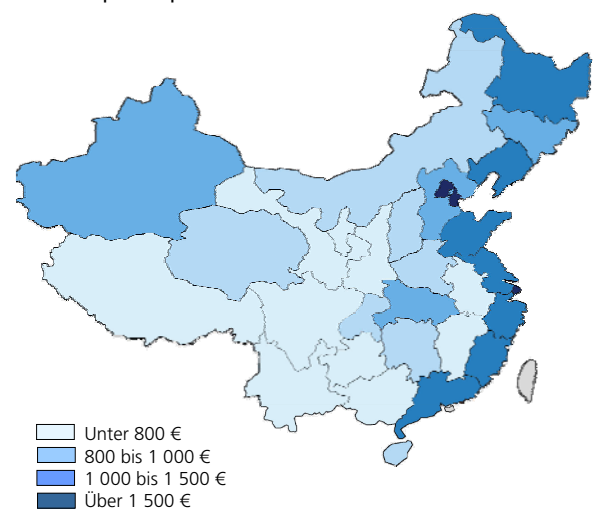 Unter 800 €
800 bis 1 000 €
1 000 bis 1 500 €
Über 1 500 €